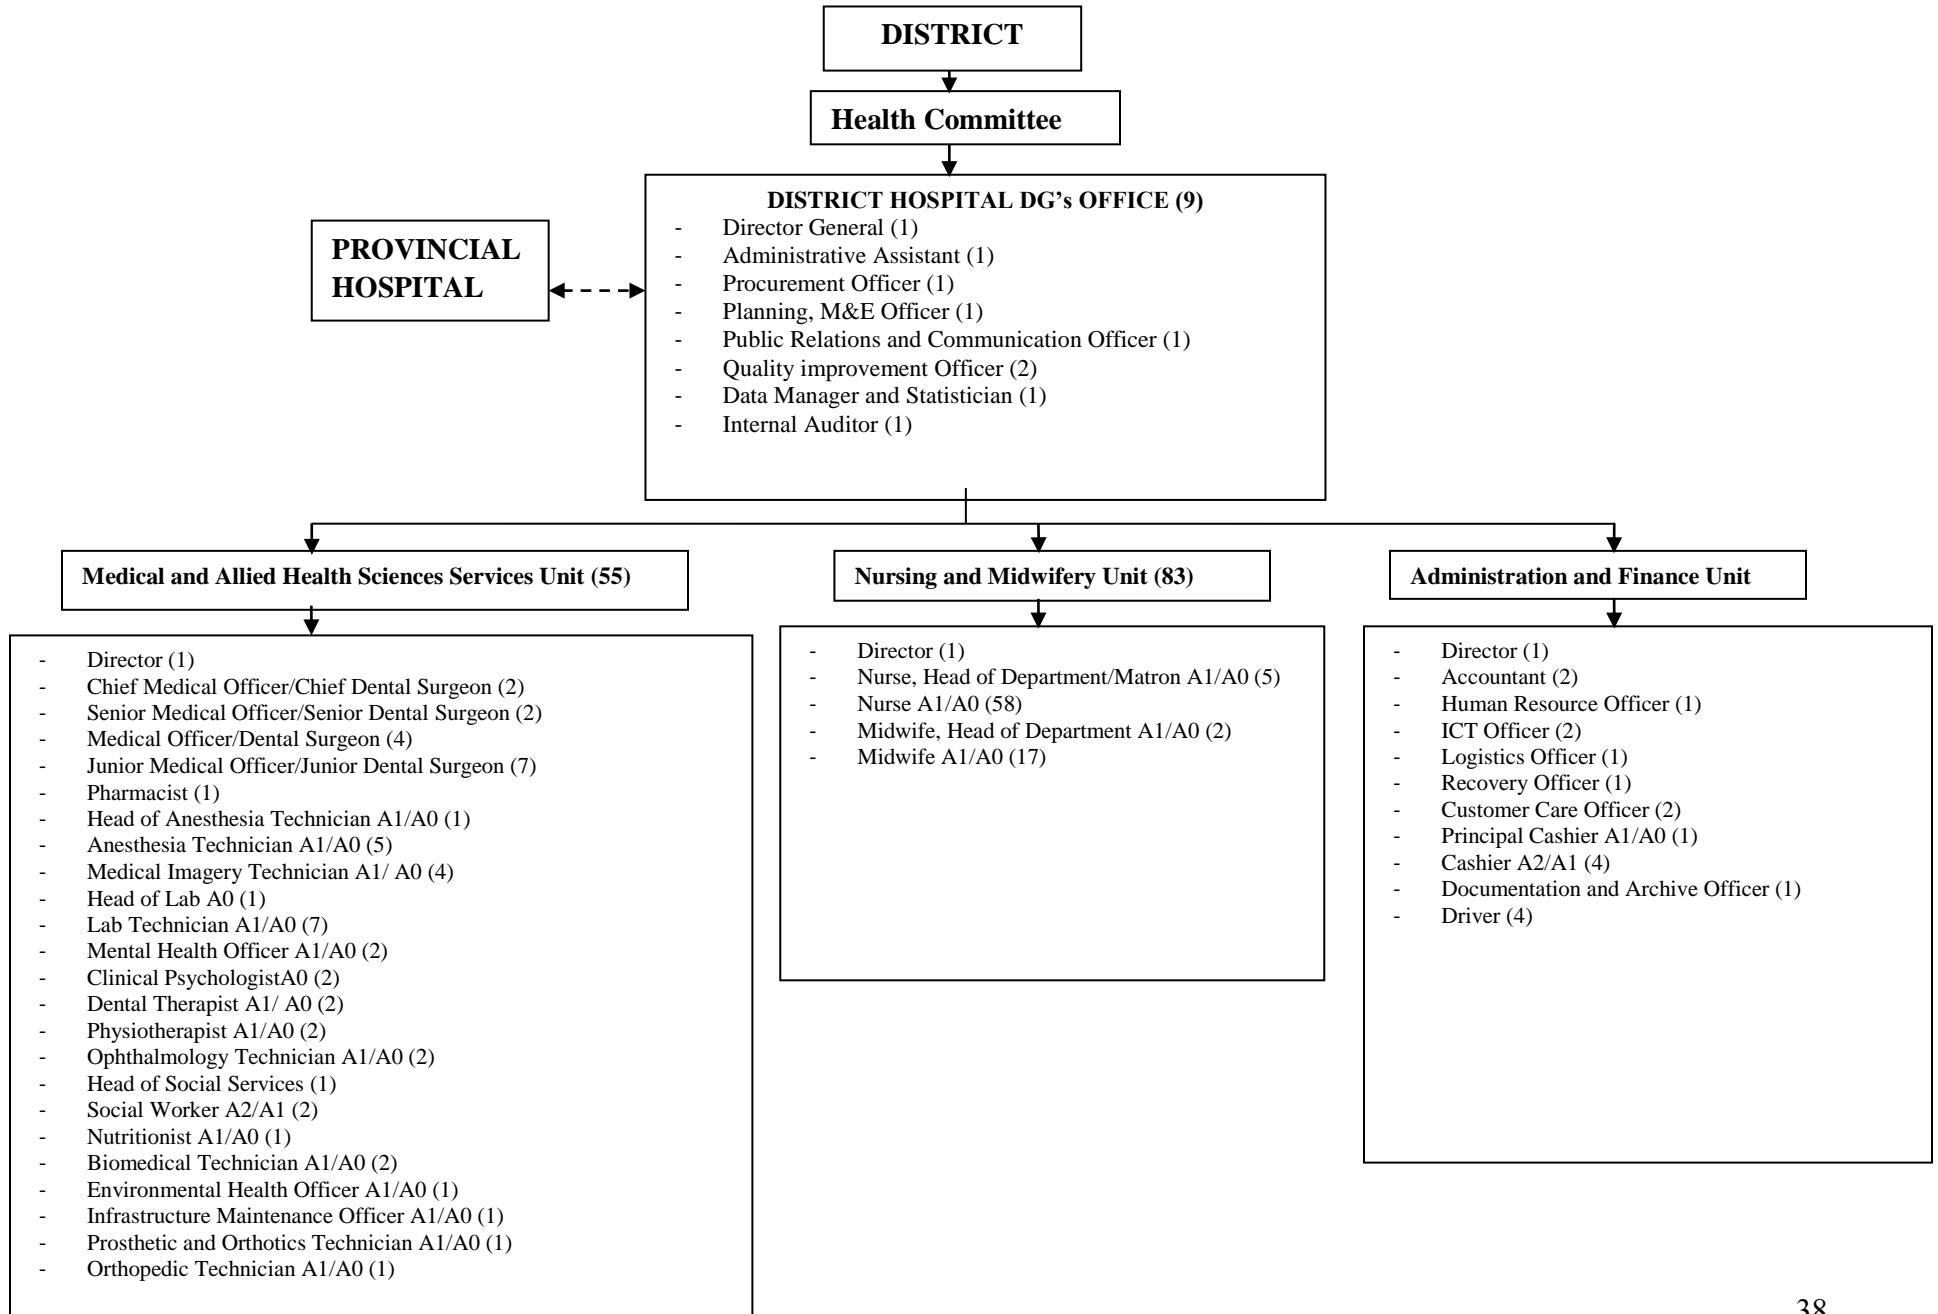 DISTRICT
Health Committee
DISTRICT HOSPITAL DG’s OFFICE (9)
- Director General (1)
- Administrative Assistant (1)
- Procurement Officer (1)
- Planning, M&E Officer (1)
- Public Relations and Communication Officer (1)
- Quality improvement Officer (2)
- Data Manager and Statistician (1)
- Internal Auditor (1)
PROVINCIAL
HOSPITAL
Medical and Allied Health Sciences Services Unit (55)
- Director (1)
- Chief Medical Officer/Chief Dental Surgeon (2)
- Senior Medical Officer/Senior Dental Surgeon (2)
- Medical Officer/Dental Surgeon (4)
- Junior Medical Officer/Junior Dental Surgeon (7)
- Pharmacist (1)
- Head of Anesthesia Technician A1/A0 (1)
- Anesthesia Technician A1/A0 (5)
- Medical Imagery Technician A1/ A0 (4)
- Head of Lab A0 (1)
- Lab Technician A1/A0 (7)
- Mental Health Officer A1/A0 (2)
- Clinical PsychologistA0 (2)
- Dental Therapist A1/ A0 (2)
- Physiotherapist A1/A0 (2)
- Ophthalmology Technician A1/A0 (2)
- Head of Social Services (1)
- Social Worker A2/A1 (2)
- Nutritionist A1/A0 (1)
- Biomedical Technician A1/A0 (2)
- Environmental Health Officer A1/A0 (1)
- Infrastructure Maintenance Officer A1/A0 (1)
- Prosthetic and Orthotics Technician A1/A0 (1)
- Orthopedic Technician A1/A0 (1)
Nursing and Midwifery Unit (83)
- Director (1)
- Nurse, Head of Department/Matron A1/A0 (5)
- Nurse A1/A0 (58)
- Midwife, Head of Department A1/A0 (2)
- Midwife A1/A0 (17)
Administration and Finance Unit
- Director (1)
- Accountant (2)
- Human Resource Officer (1)
- ICT Officer (2)
- Logistics Officer (1)
- Recovery Officer (1)
- Customer Care Officer (2)
- Principal Cashier A1/A0 (1)
- Cashier A2/A1 (4)
- Documentation and Archive Officer (1)
- Driver (4)
38